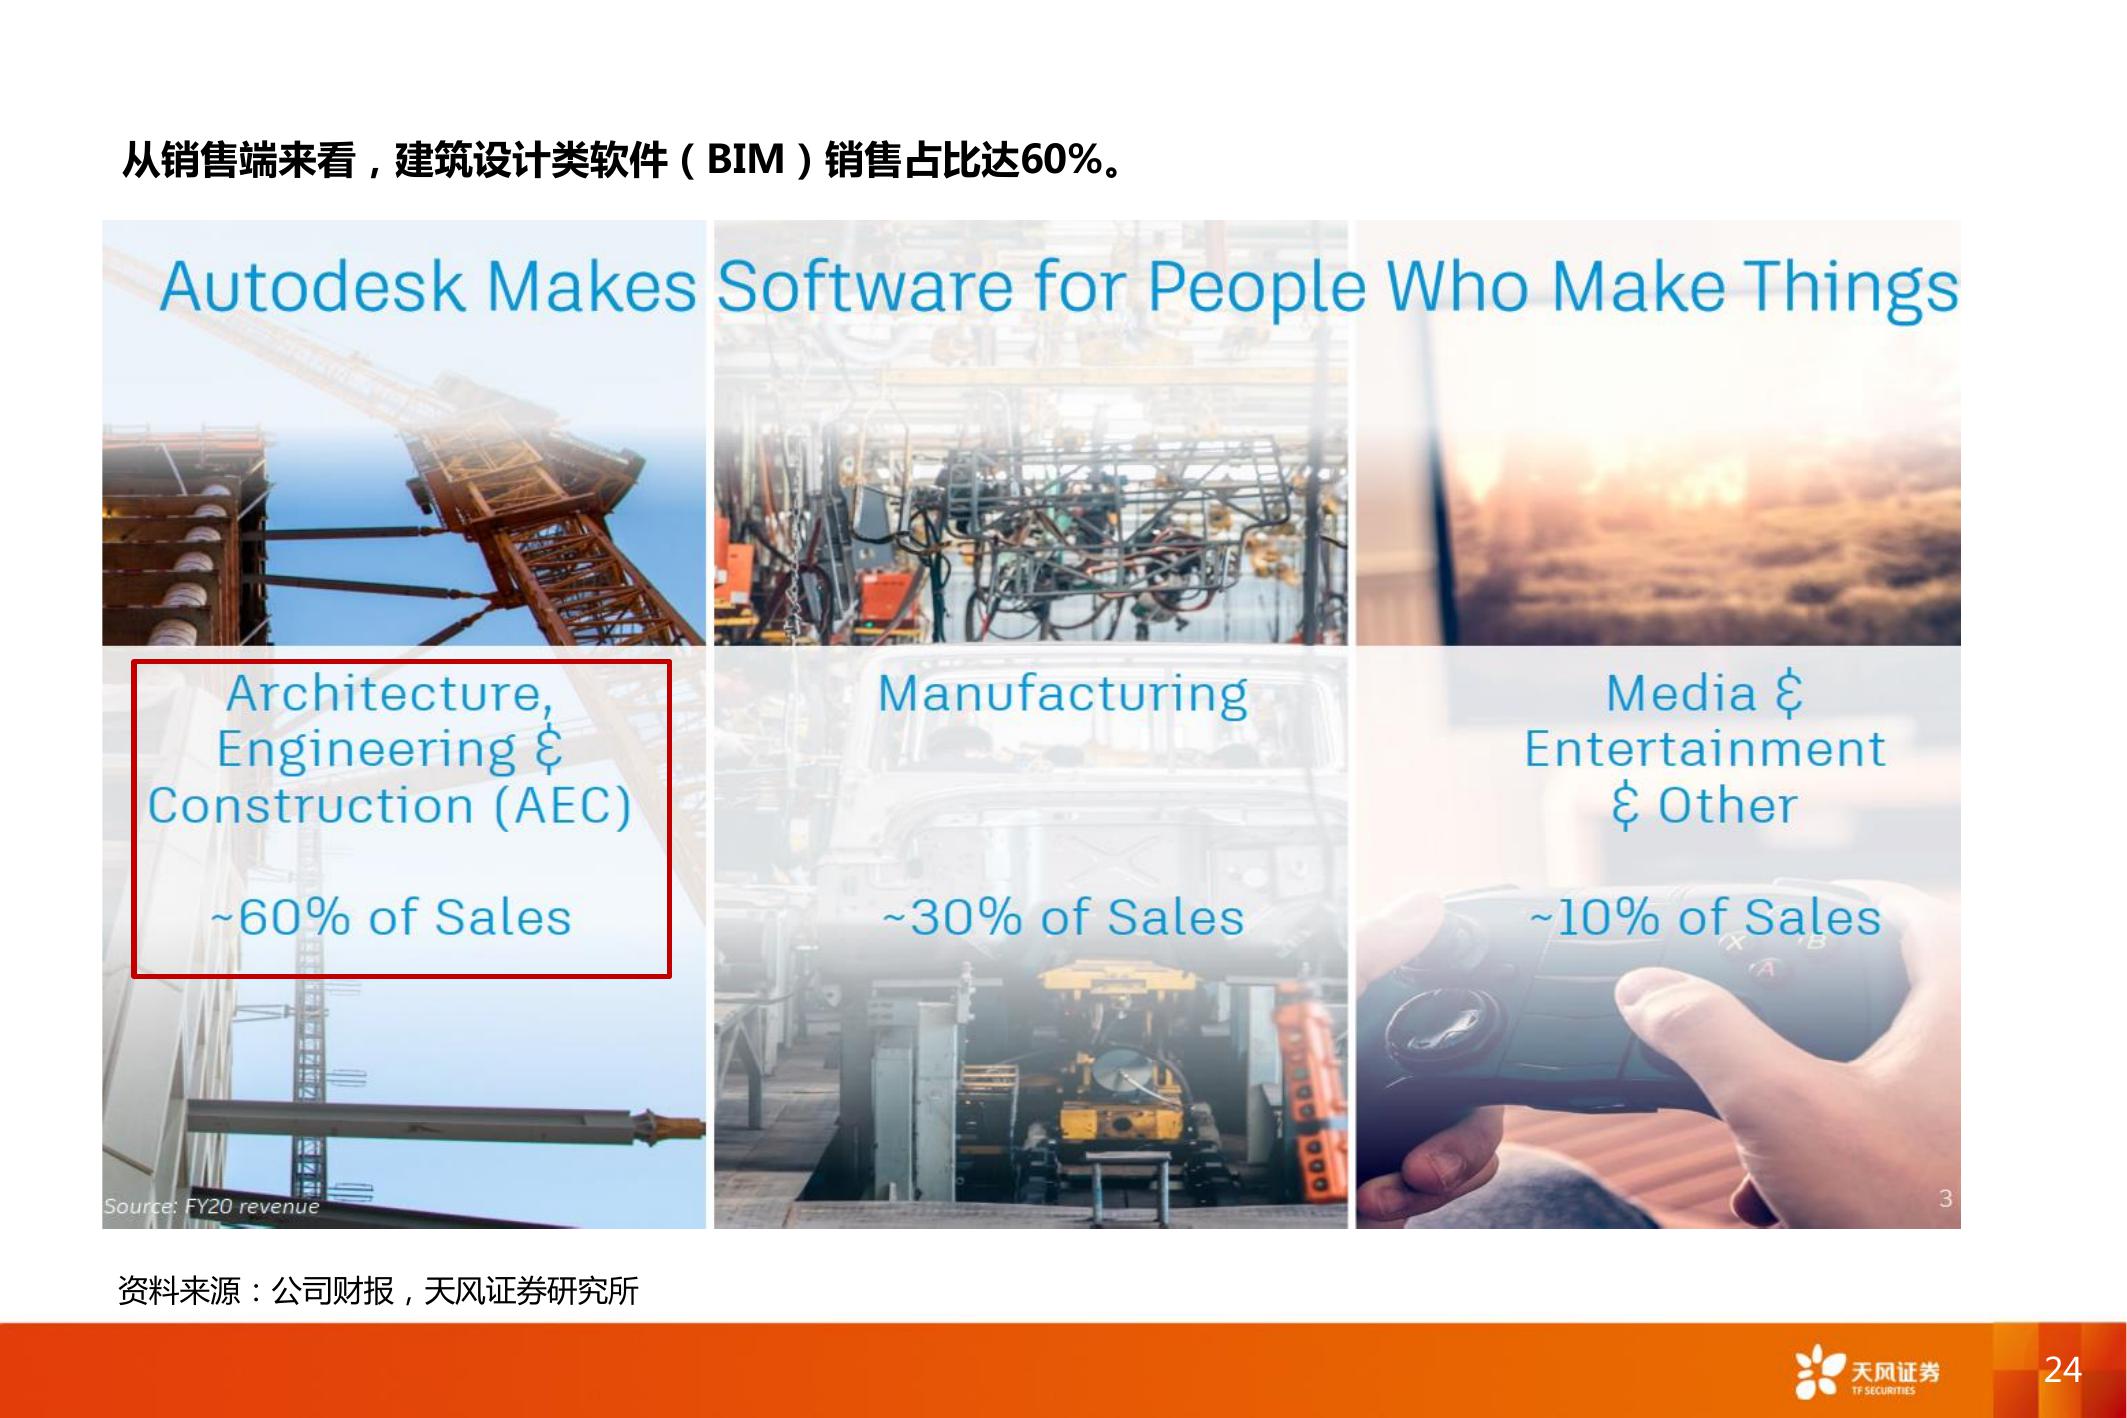 从销售端来看，建筑设计类软件（BIM）销售占比达60%。
Autodesk Makes Software for People Who Make Things
Architecture,
Engineering &
Construction (AEC)
~60% of Sales
Manufacturing
~30% of Sales
Media &
Entertainment
& Other
~10% of Sales
X
B
A
Source: FY20 revenue
3
资料来源：公司财报，天风证券研究所
天风证券
TF SECURITIES
24